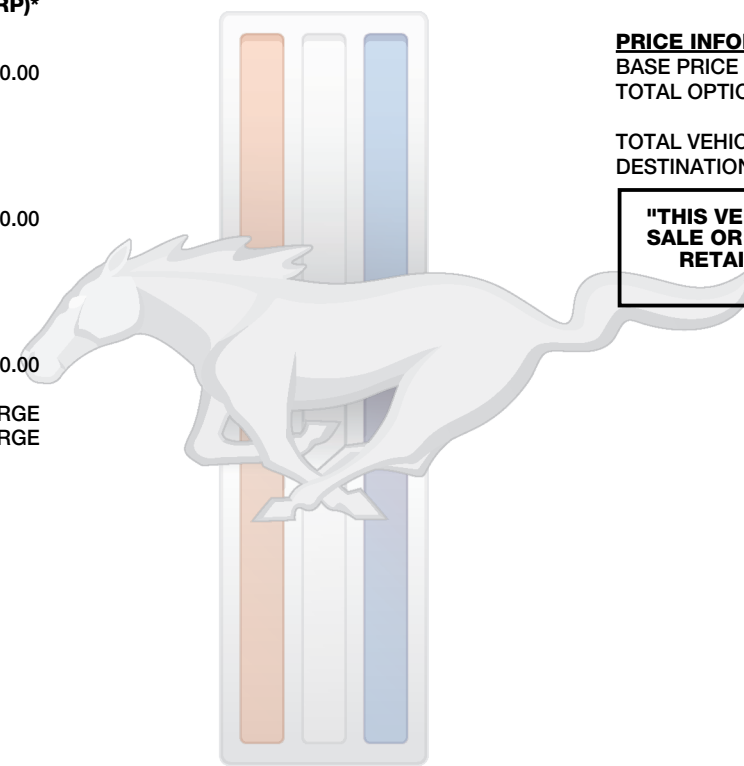 RP)*
0.00
0.00
0.00
RGE
RGE
PRICE INFO
BASE PRICE
TOTAL OPTIO
TOTAL VEHIC
DESTINATION
"THIS VE
SALE OR
RETAI